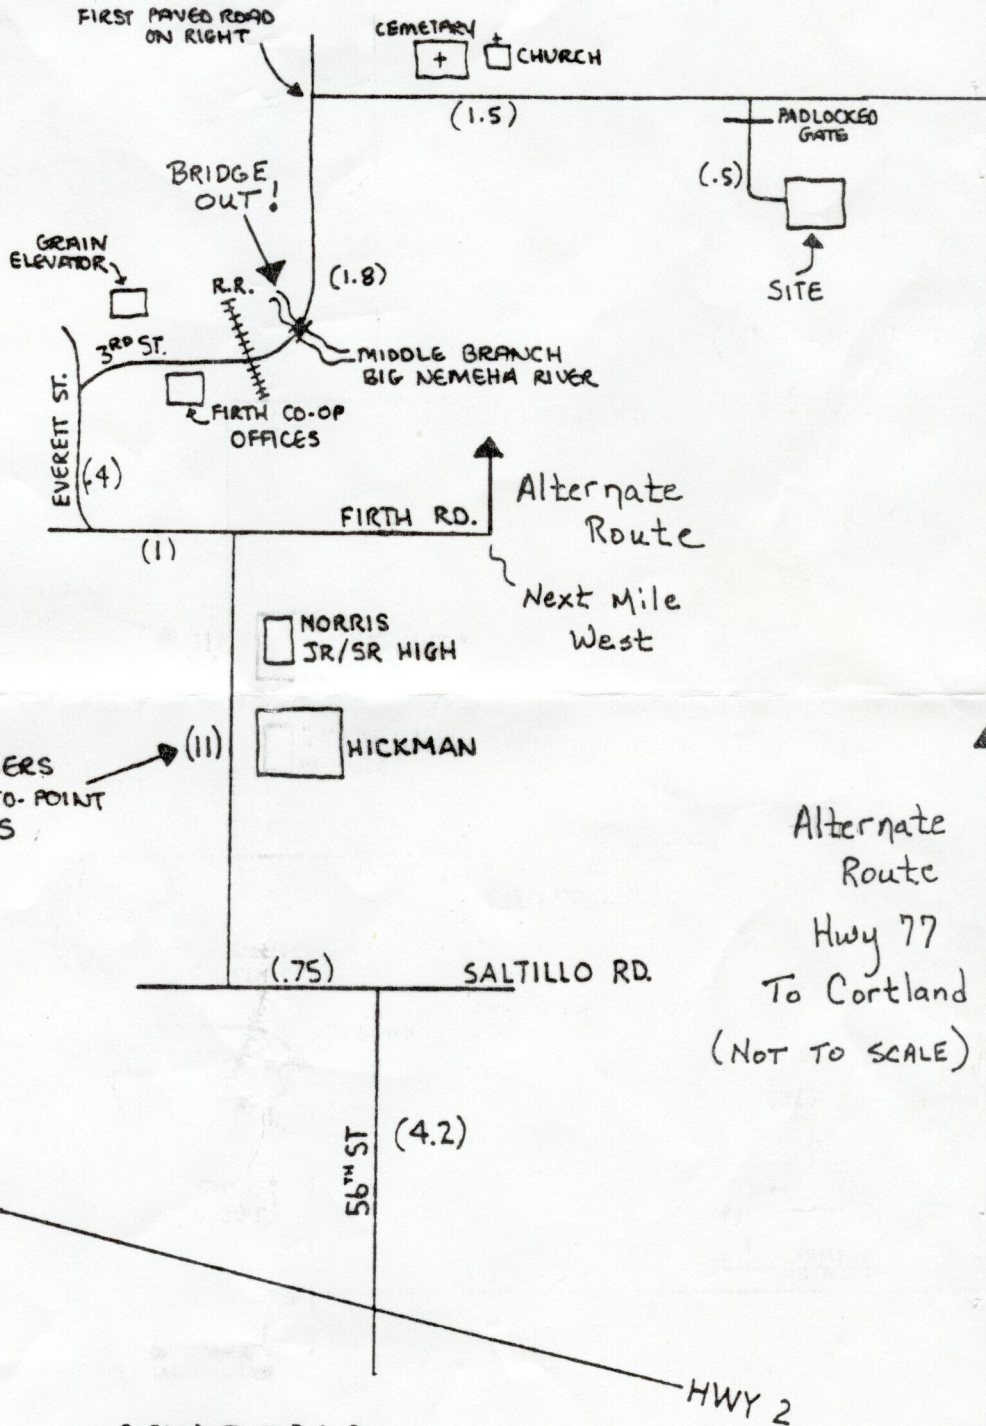 FIRST PAVED ROAD
ON RIGHT
CEMETARY
CHURCH
(1.5)
PADLOCKED
GATE
(.5)
SITE
BRIDGE
OUT!
GRAIN
ELEVATOR
R.R.
(1.8)
3RD ST.
MIDDLE BRANCH
BIG NEMEHA RIVER
FIRTH CO-OP
OFFICES
EVERETT ST.
(.4)
FIRTH RD.
Alternate
Route
(1)
Next Mile
West
NORRIS
JR/SR HIGH
(11)
HICKMAN
ERS
TO-POINT
S
Alternate
Route
Hwy 77
To Cortland
(NOT TO SCALE)
(.75)
SALTILLO RD.
56TH ST
(4.2)
HWY 2